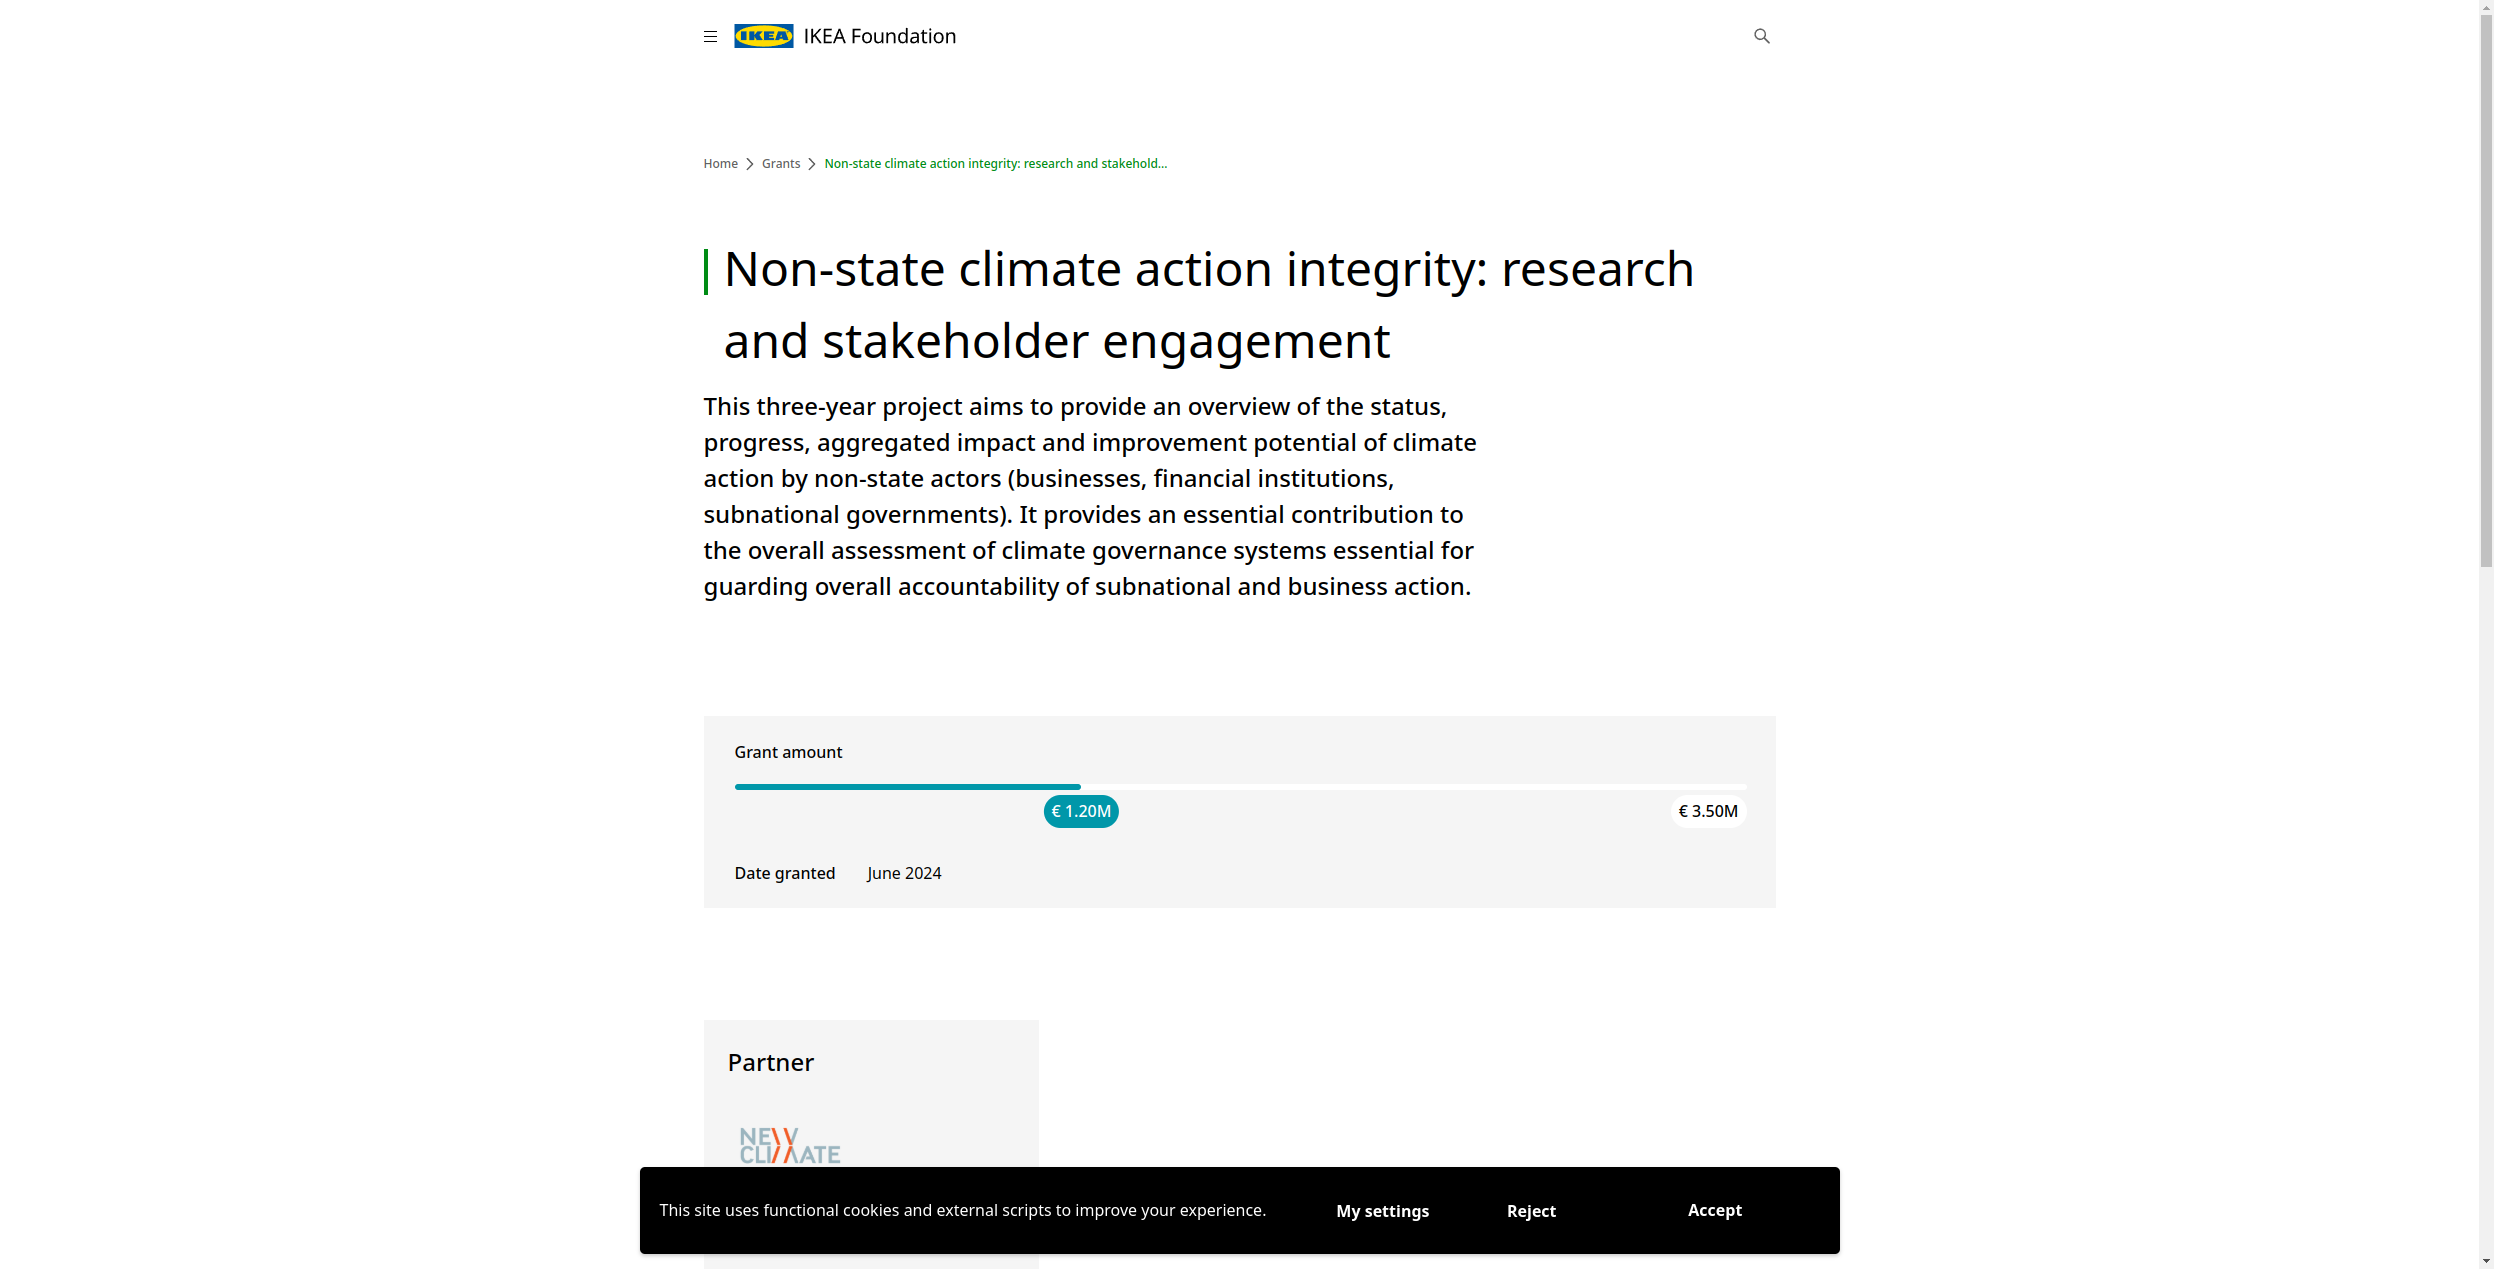 IKEA IKEA Foundation
Home Grants Non-state climate action integrity: research and stakehold...
Non-state climate action integrity: research
and stakeholder engagement
This three-year project aims to provide an overview of the status,
progress, aggregated impact and improvement potential of climate
action by non-state actors (businesses, financial institutions,
subnational governments). It provides an essential contribution to
the overall assessment of climate governance systems essential for
guarding overall accountability of subnational and business action.
Grant amount
€ 1.20M € 3.50M
Date granted June 2024
Partner
NEW
CLIMATE
This site uses functional cookies and external scripts to improve your experience. My settings Reject Accept